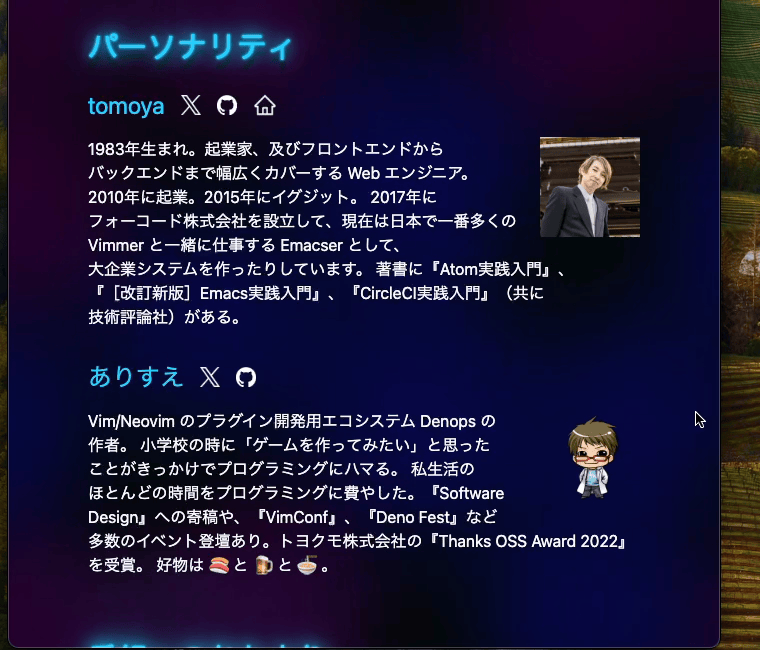 パーソナリティ
tomoya
1983年生まれ。起業家、及びフロントエンドから
バックエンドまで幅広くカバーする Web エンジニア。
2010年に起業。2015年にイグジット。 2017年に
フォーコード株式会社を設立して、現在は日本で一番多くの
Vimmer と一緒に仕事する Emacser として、
大企業システムを作ったりしています。 著書に『Atom実践入門』、
『［改訂新版］Emacs実践入門』、『CircleCI実践入門』（共に
技術評論社）がある。
ありすえ
Vim/Neovim のプラグイン開発用エコシステム Denops の
作者。 小学校の時に「ゲームを作ってみたい」と思った
ことがきっかけでプログラミングにハマる。 私生活の
ほとんどの時間をプログラミングに費やした。『Software
Design』への寄稿や、『VimConf』、『Deno Fest』など
多数のイベント登壇あり。トヨクモ株式会社の『Thanks OSS Award 2022』
を受賞。 好物は 🍣 と 🍺 と 🍜 。